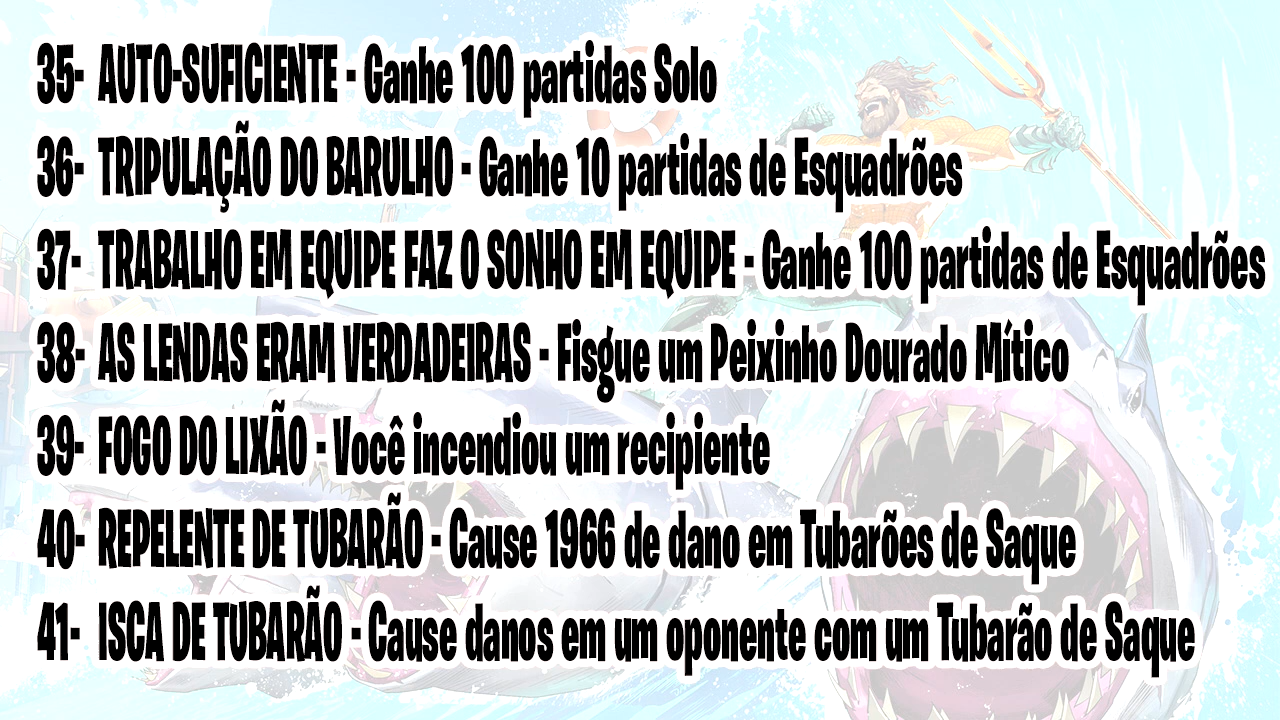 35- AUTO-SUFICIENTE - Ganhe 100 partidas Solo
36- TRIPULAÇÃO DO BARULHO - Ganhe 10 partidas de Esquadrões
37- TRABALHO EM EQUIPE FAZ O SONHO EM EQUIPE - Ganhe 100 partidas de Esquadrões
38- AS LENDAS ERAM VERDADEIRAS - Fisgue um Peixinho Dourado Mítico
39- FOGO DO LIXÃO - Você incendiou um recipiente
40- REPELENTE DE TUBARÃO - Cause 1966 de dano em Tubarões de Saque
41- ISCA DE TUBARÃO - Cause danos em um oponente com um Tubarão de Saque